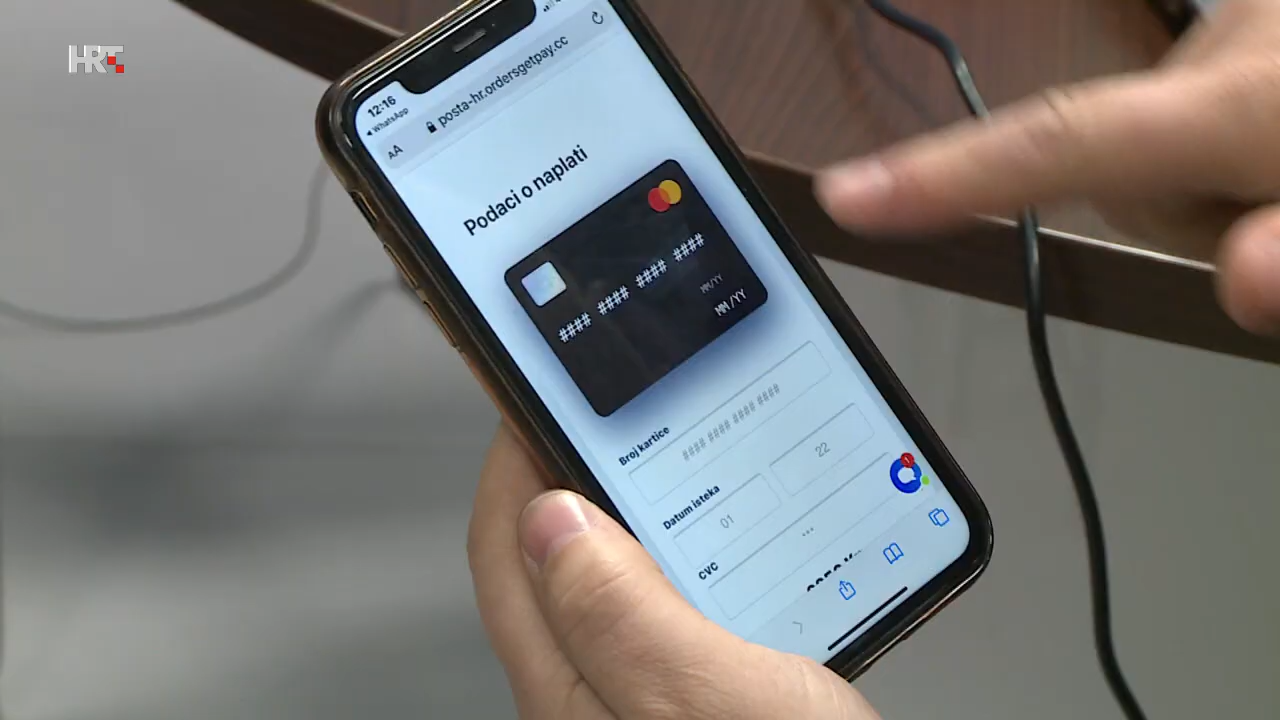 HRT
12:16
◄ WhatsApp
AA posta-hr.ordersgetpay.cc
Podaci o naplati
#### #### #### ####
MM/YY
MM/YY
Broj kartice
#### #### #### ####
Datum isteka
01 22
CVC
...